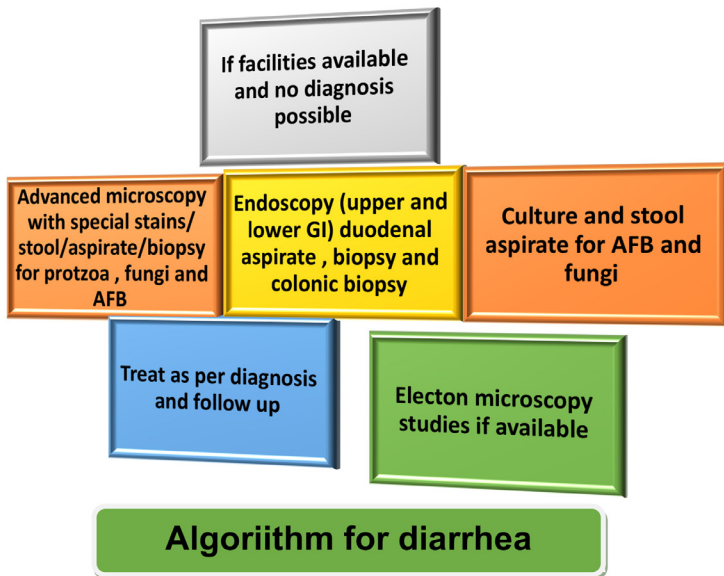 If facilities available
and no diagnosis
possible
Advanced microscopy
with special stains/
stool/aspirate/biopsy
for protzoa , fungi and
AFB
Endoscopy (upper and
lower GI) duodenal
aspirate , biopsy and
colonic biopsy
Culture and stool
aspirate for AFB and
fungi
Treat as per diagnosis
and follow up
Electon microscopy
studies if available
Algoriithm for diarrhea